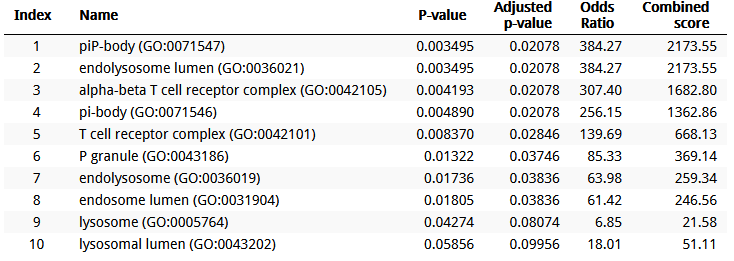 Index Name P-value Adjusted p-value Odds Ratio Combined score
1 piP-body (GO:0071547) 0.003495 0.02078 384.27 2173.55
2 endolysosome lumen (GO:0036021) 0.003495 0.02078 384.27 2173.55
3 alpha-beta T cell receptor complex (GO:0042105) 0.004193 0.02078 307.40 1682.80
4 pi-body (GO:0071546) 0.004890 0.02078 256.15 1362.86
5 T cell receptor complex (GO:0042101) 0.008370 0.02846 139.69 668.13
6 P granule (GO:0043186) 0.01322 0.03746 85.33 369.14
7 endolysosome (GO:0036019) 0.01736 0.03836 63.98 259.34
8 endosome lumen (GO:0031904) 0.01805 0.03836 61.42 246.56
9 lysosome (GO:0005764) 0.04274 0.08074 6.85 21.58
10 lysosomal lumen (GO:0043202) 0.05856 0.09956 18.01 51.11